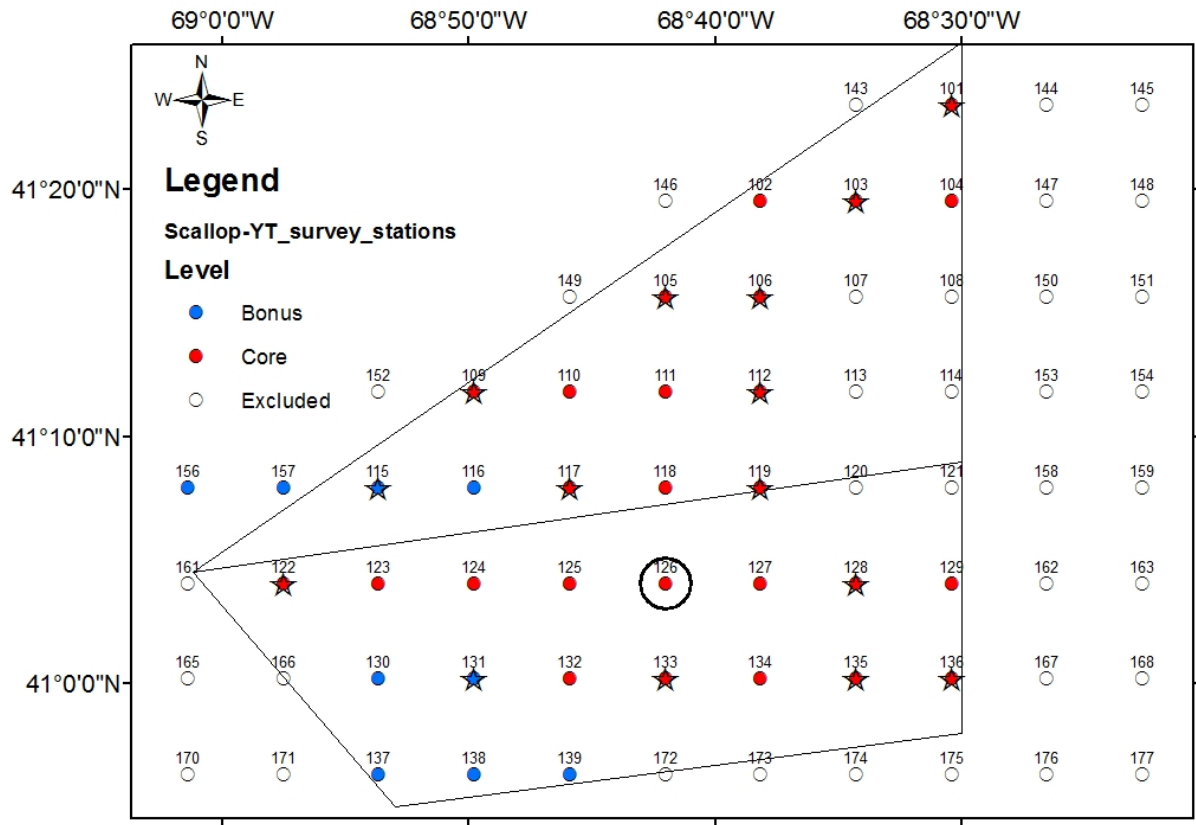 69°0'0"W 68°50'0"W 68°40'0"W 68°30'0"W
N
W E
S
143 101 144 145
41°20'0"N
Legend
146 102 103 104 147 148
Scallop-YT_survey_stations
Level
149 105 106 107 108 150 151
Bonus
Core
152 109 110 111 112 113 114 153 154
Excluded
41°10'0"N
156 157 115 116 117 118 119 120 121 158 159
161 122 123 124 125 126 127 128 129 162 163
41°0'0"N
165 166 130 131 132 133 134 135 136 167 168
170 171 137 138 139 172 173 174 175 176 177